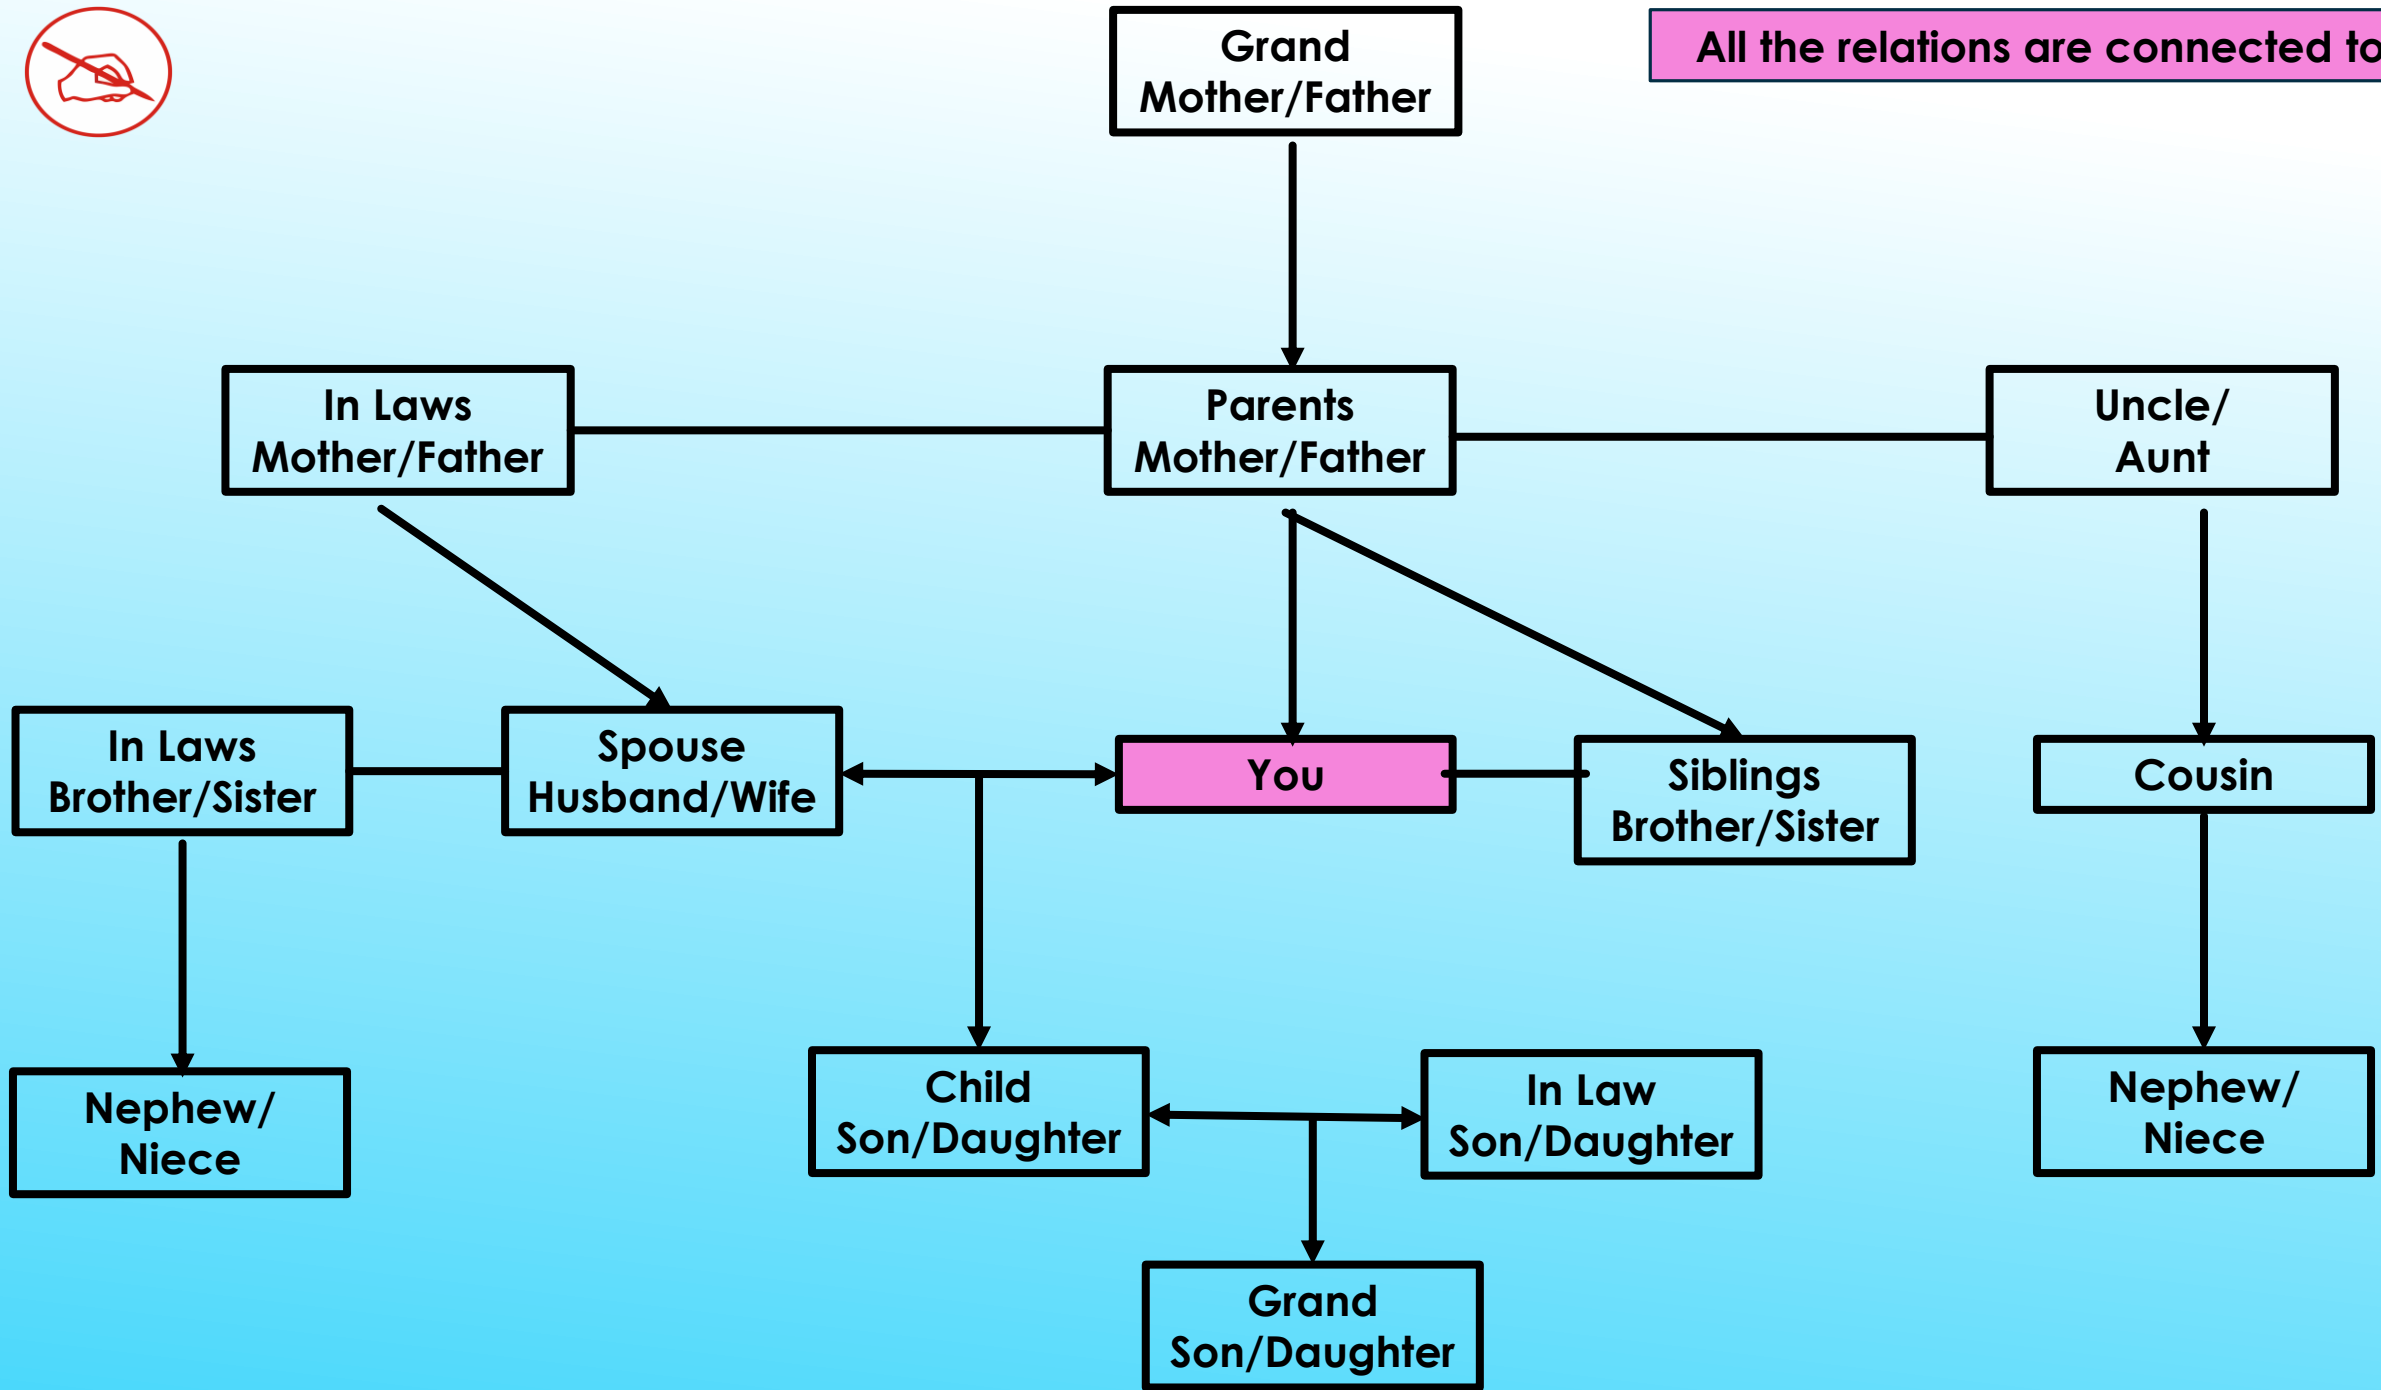 Grand
Mother/Father
All the relations are connected to
In Laws
Mother/Father
Parents
Mother/Father
Uncle/
Aunt
In Laws
Brother/Sister
Spouse
Husband/Wife
You
Siblings
Brother/Sister
Cousin
Nephew/
Niece
Child
Son/Daughter
In Law
Son/Daughter
Nephew/
Niece
Grand
Son/Daughter